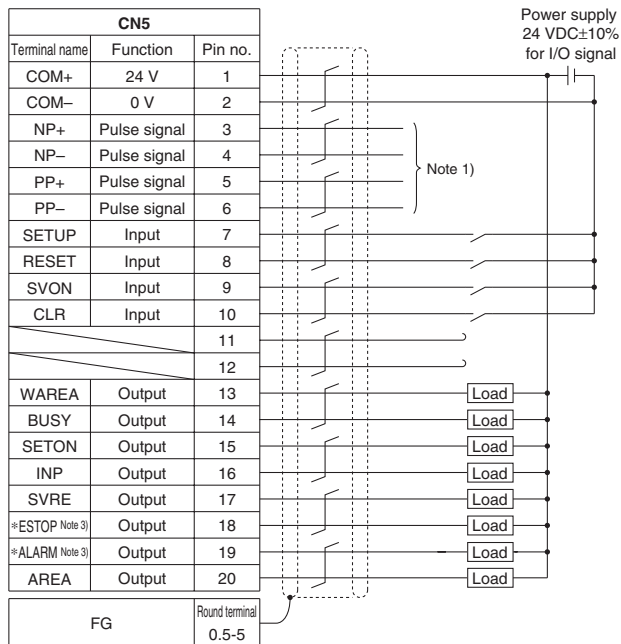 Power supply
24 VDC±10%
for I/O signal
CN5
Terminal name Function Pin no.
COM+ 24 V 1
COM– 0 V 2
NP+ Pulse signal 3
NP– Pulse signal 4
PP+ Pulse signal 5
PP– Pulse signal 6
Note 1)
SETUP Input 7
RESET Input 8
SVON Input 9
CLR Input 10
11
12
WAREA Output 13 Load
BUSY Output 14 Load
SETON Output 15 Load
INP Output 16 Load
SVRE Output 17 Load
*ESTOP Note 3) Output 18 Load
*ALARM Note 3) Output 19 Load
AREA Output 20 Load
FG Round terminal
0.5-5